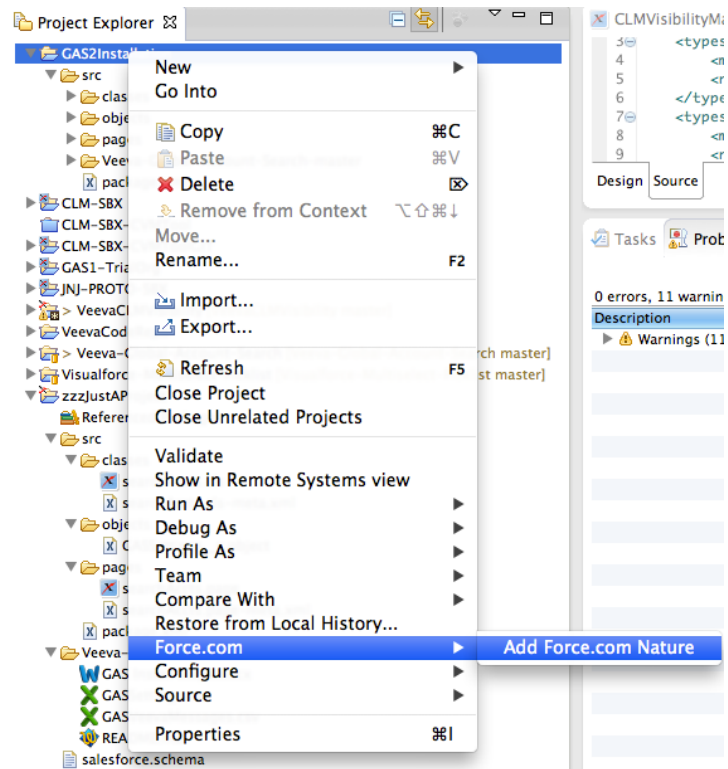 Project Explorer
GAS2Install
src
clas
obje
pag
Veev
pack
CLM-SBX
CLM-SBX-
CLM-SBX-
GAS1-Tria
JNJ-PROTO
> VeevaCl
VeevaCod
> Veeva-C
rch master]
Visualforc
st master]
zzzJustAP
Referen
src
clas
s
s
obje
C
pag
s
s
pack
Veeva-
GAS
GAS
GAS
REA
salesforce.schema
New
Go Into
Copy ⌘C
Paste ⌘V
Delete ⌦
Remove from Context ⌥⇧⌘↓
Move...
Rename... F2
Import...
Export...
Refresh F5
Close Project
Close Unrelated Projects
Validate
Show in Remote Systems view
Run As
Debug As
Profile As
Team
Compare With
Restore from Local History...
Force.com
Add Force.com Nature
Configure
Source
Properties ⌘I
CLMVisibilityMa
3 <types
4 <m
5 <n
6 </type
7 <types
8 <m
9 <n
Design Source
Tasks Prob
0 errors, 11 warnin
Description
Warnings (11